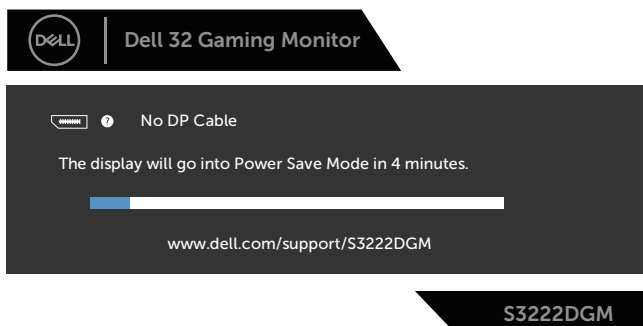 DELL
Dell 32 Gaming Monitor
? No DP Cable
The display will go into Power Save Mode in 4 minutes.
www.dell.com/support/S3222DGM
S3222DGM